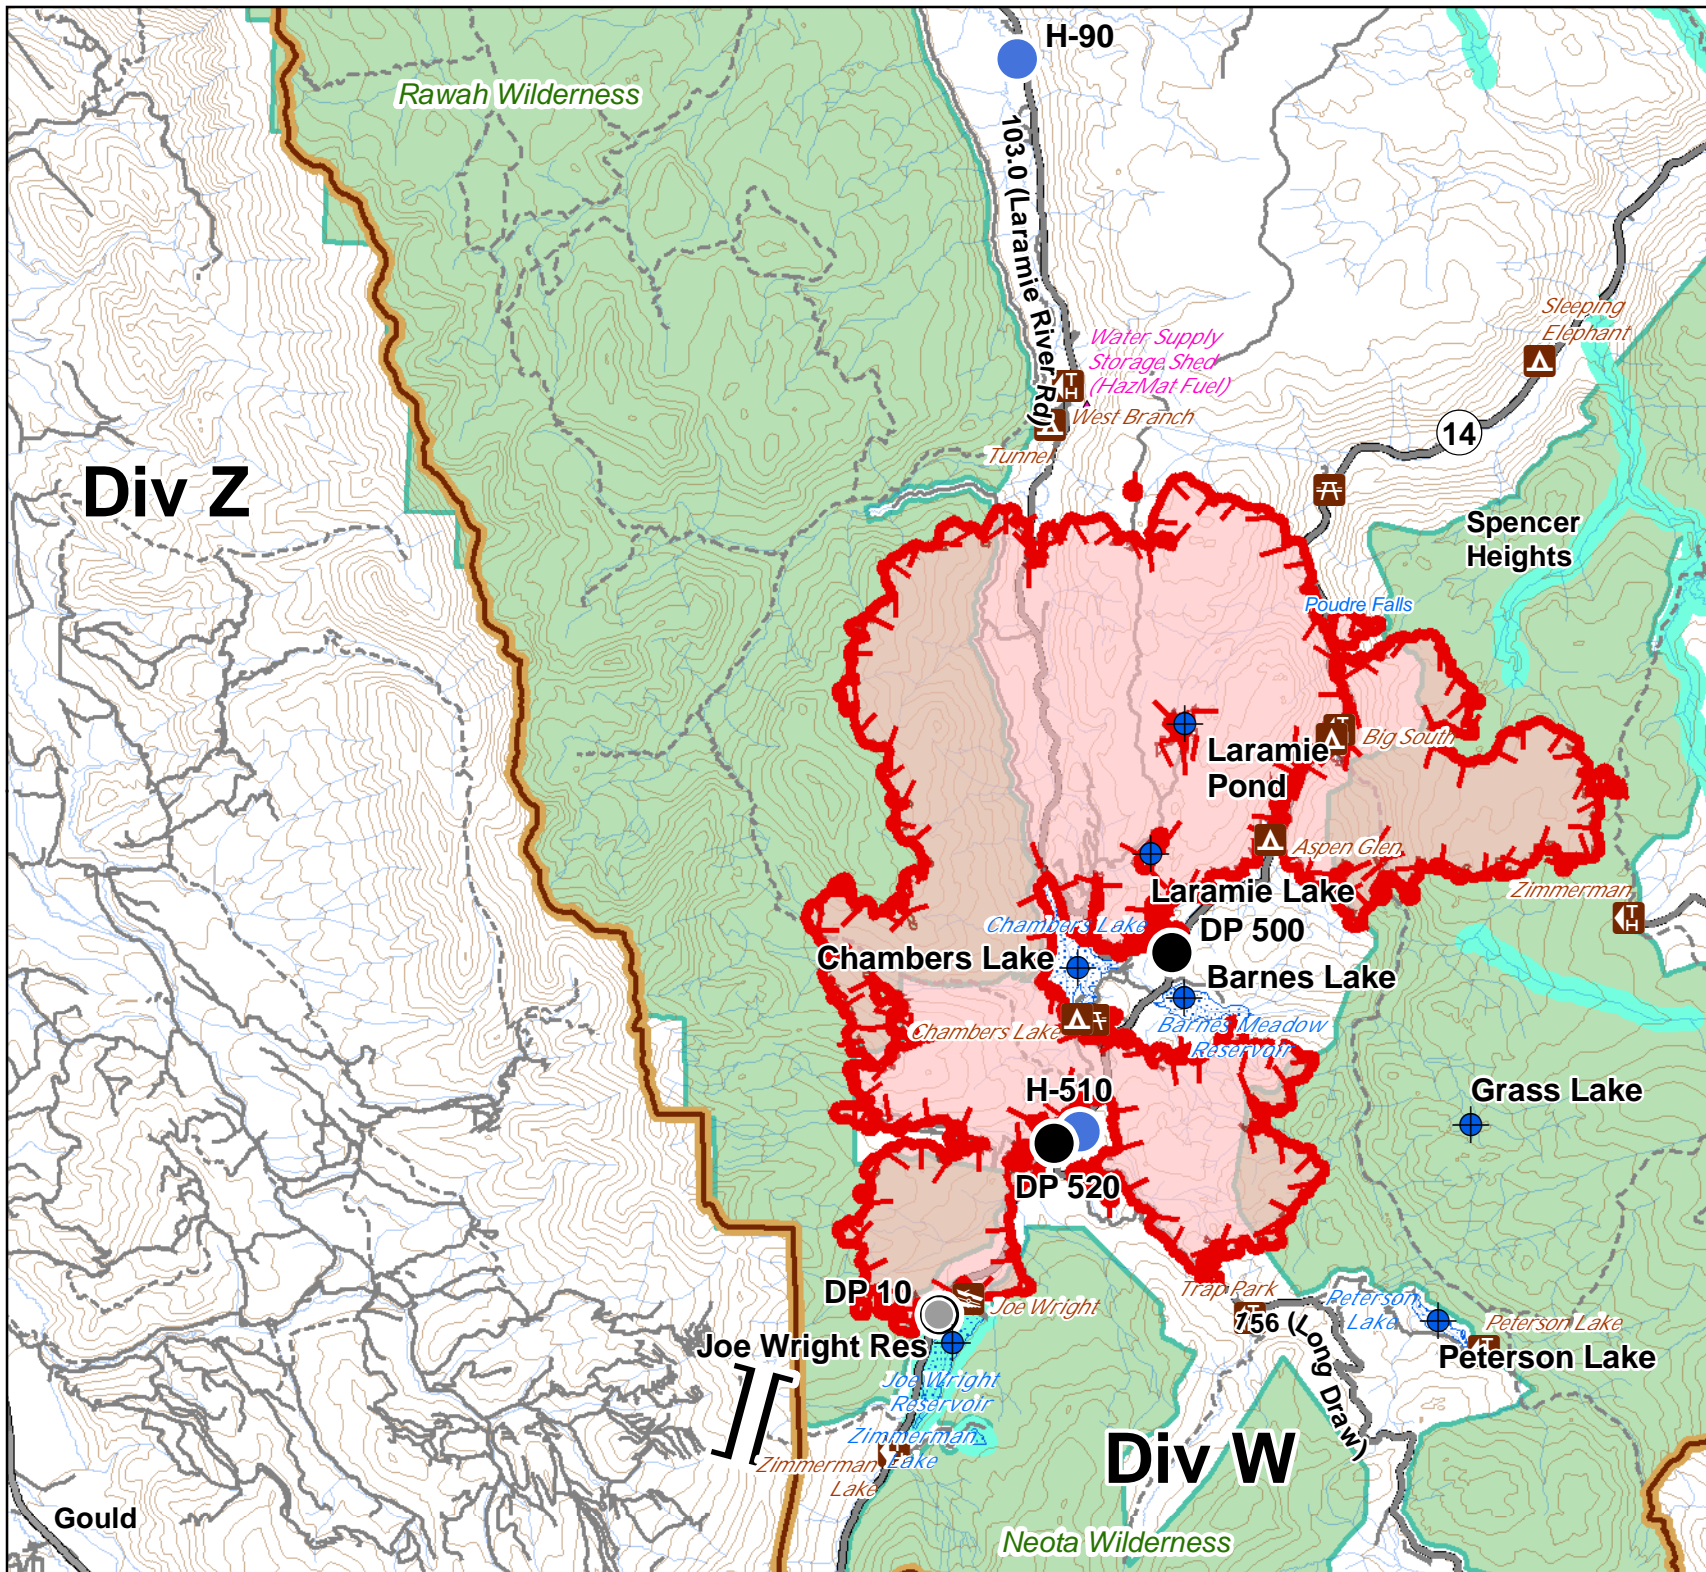 H-90
Rawah Wilderness
103.0 (Laramie River Rd)
Sleeping
Elephant
Water Supply
Storage Shed
(HazMat Fuel)
T
H
West Branch
14
Tunnel
Div Z
Spencer
Heights
Poudre Falls
T
Big South
Laramie
Pond
Aspen Glen
Laramie Lake
Zimmerman
T
H
Chambers Lake
DP 500
Chambers Lake
Barnes Lake
Chambers Lake
Barnes Meadow
Reservoir
H-510
Grass Lake
DP 520
DP 10
Joe Wright
Trap Park
Peterson
Lake
156 (Long Draw)
Peterson Lake
T
Joe Wright Res
Peterson Lake
Joe Wright
Reservoir
Zimmerman
Lake
Zimmerman
Lake
Div W
Gould
Neota Wilderness